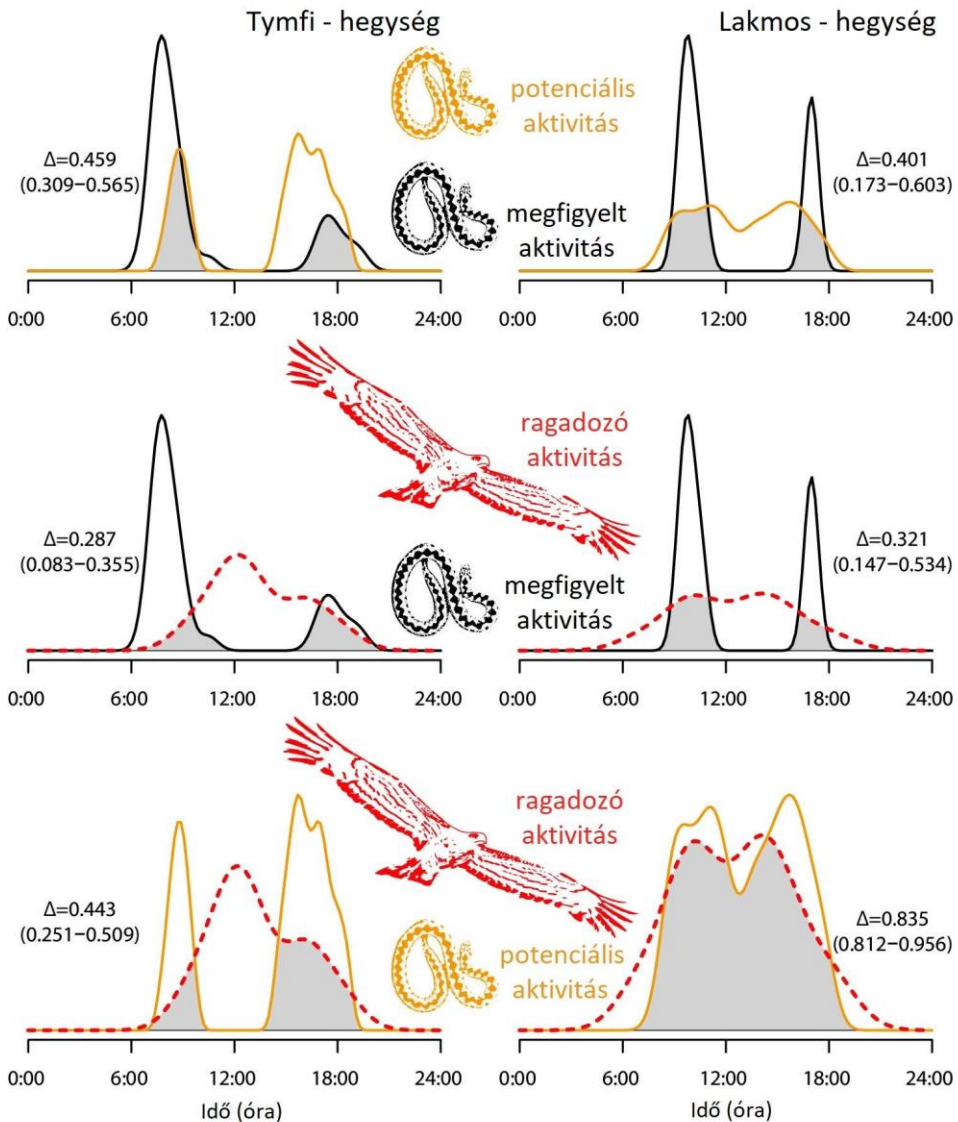 Tymfi - hegység
Lakmos - hegység
potenciális
aktivitás
Δ=0.459
(0.309−0.565)
megfigyelt
aktivitás
Δ=0.401
(0.173−0.603)
0:00 6:00 12:00 18:00 24:00
0:00 6:00 12:00 18:00 24:00
ragadozó
aktivitás
Δ=0.287
(0.083−0.355)
megfigyelt
aktivitás
Δ=0.321
(0.147−0.534)
0:00 6:00 12:00 18:00 24:00
0:00 6:00 12:00 18:00 24:00
ragadozó
aktivitás
Δ=0.443
(0.251−0.509)
potenciális
aktivitás
Δ=0.835
(0.812−0.956)
0:00 6:00 12:00 18:00 24:00
0:00 6:00 12:00 18:00 24:00
Idő (óra)
Idő (óra)